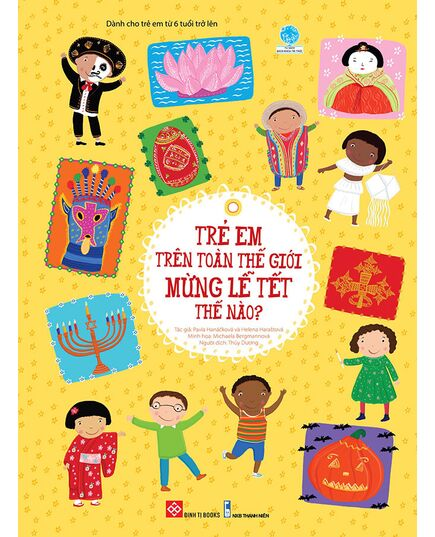 Dành cho trẻ em từ 6 tuổi trở lên
TRẺ EM
TRÊN TOÀN THẾ GIỚI
MỪNG LỄ TẾT
THẾ NÀO?
Tác giả: Pavla Hanáčková và Helena Haraštová
Minh họa: Michaela Bergmannová
Người dịch: Thùy Dương
ĐINH TỊ BOOKS
NXB THANH NIÊN